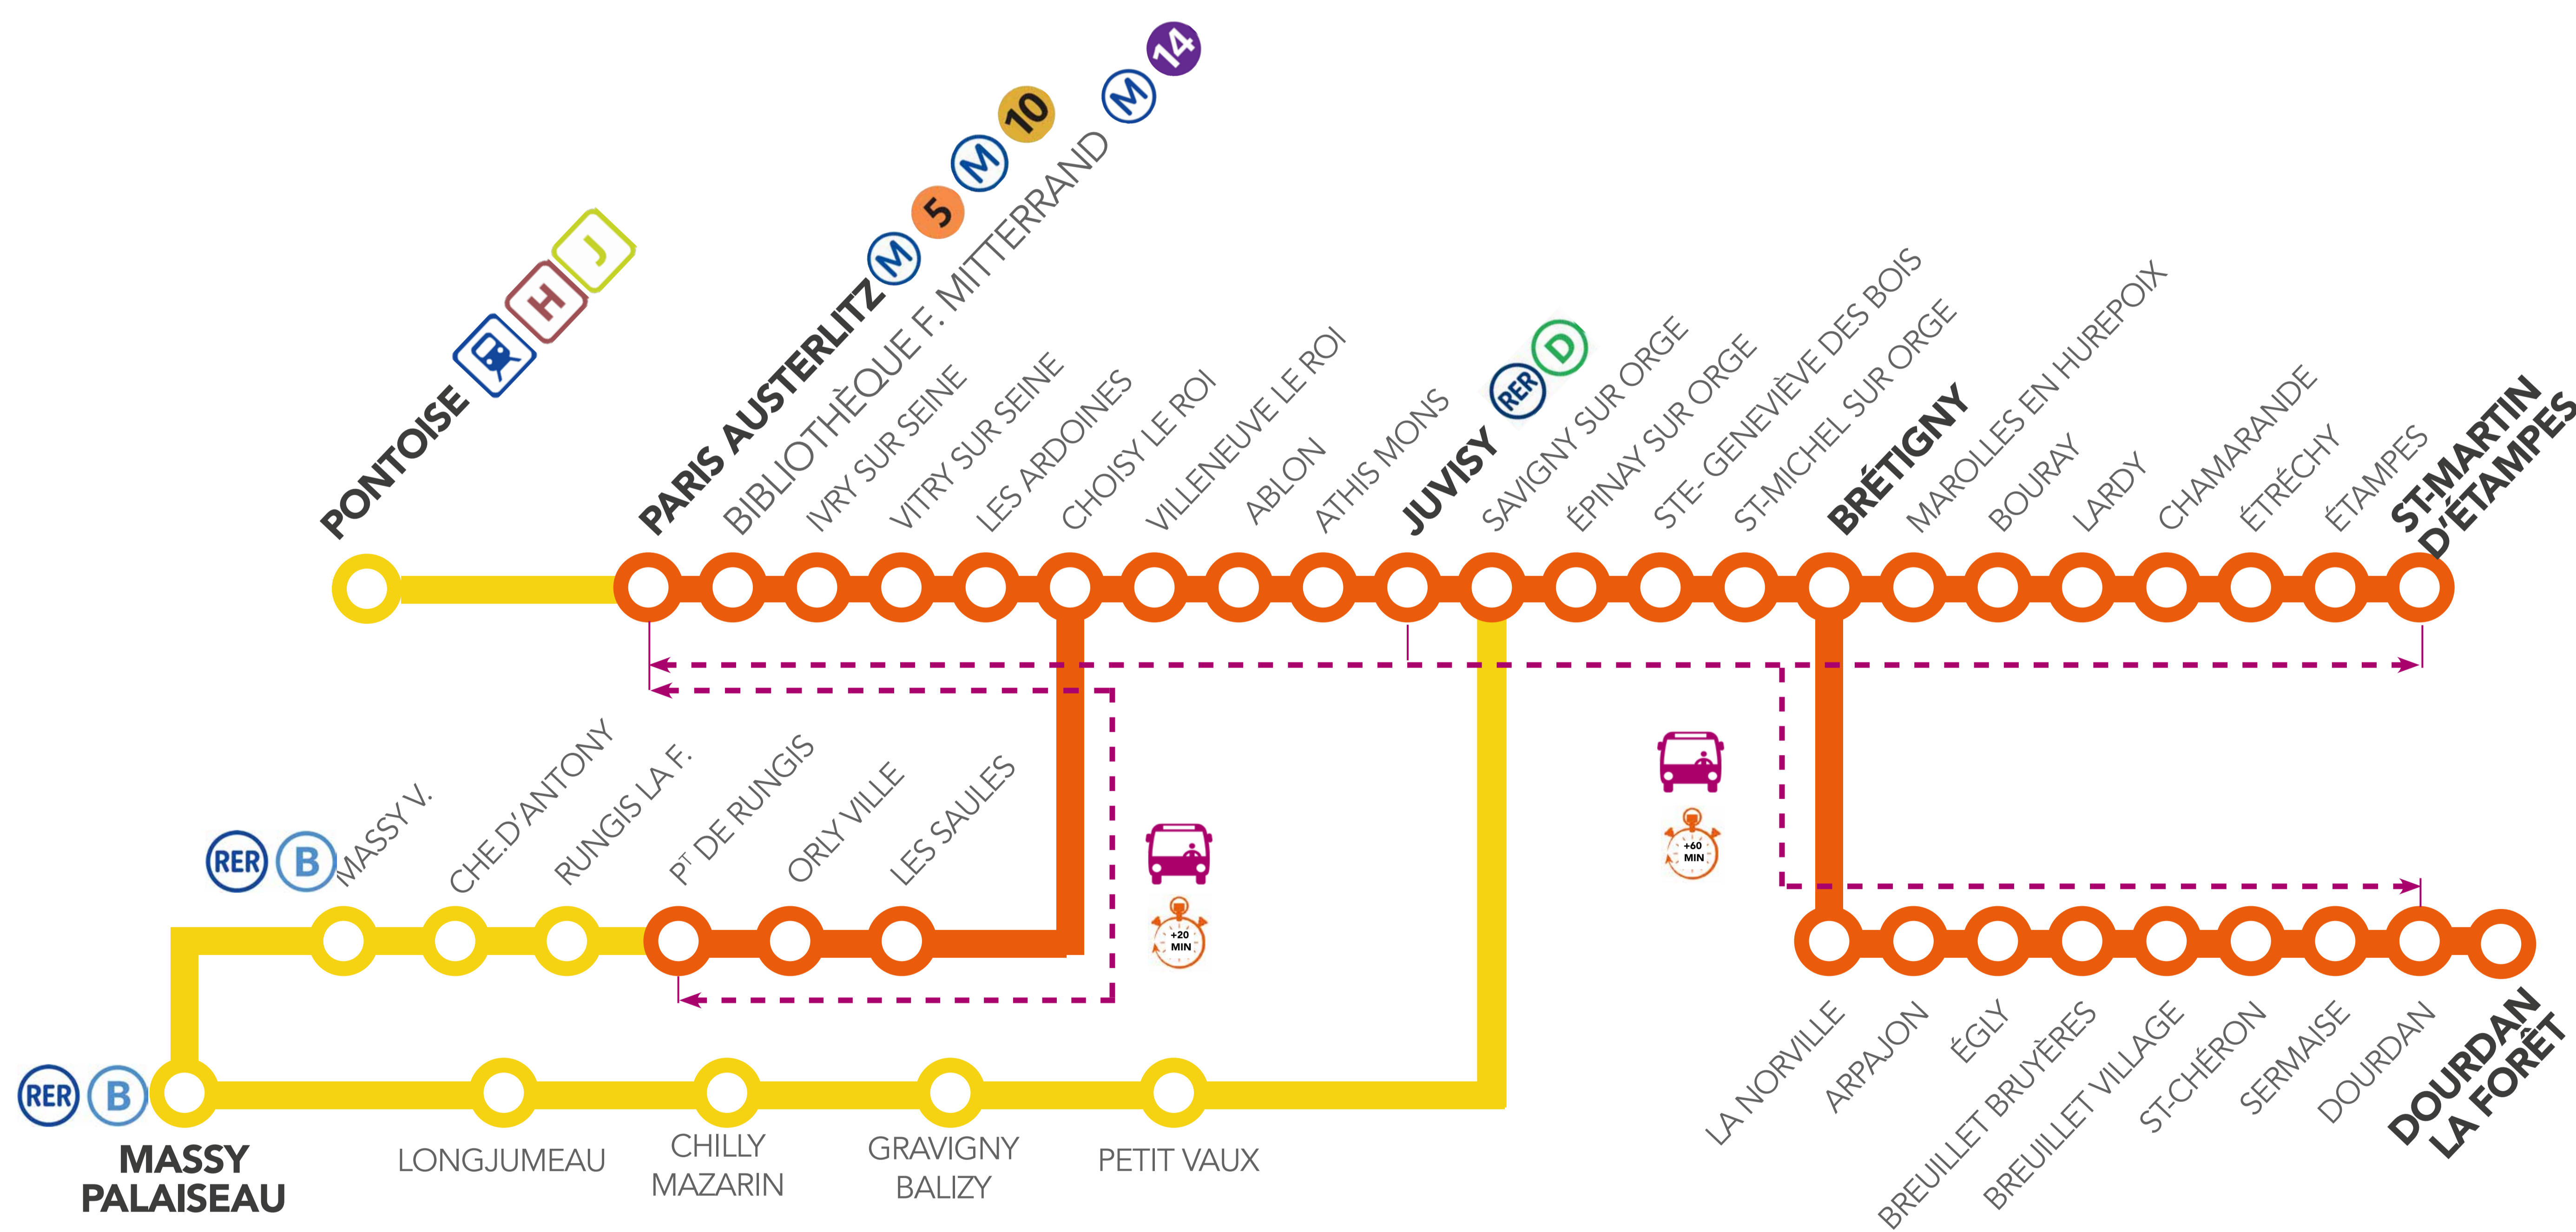 PONTOISE
H
J
PARIS AUSTERLITZ
M
5
M
10
BIBLIOTHÈQUE F. MITTERRAND
M
14
IVRY SUR SEINE
VITRY SUR SEINE
LES ARDOINES
CHOISY LE ROI
VILLENEUVE LE ROI
ABLON
ATHIS MONS
JUVISY
RER
D
SAVIGNY SUR ORGE
ÉPINAY SUR ORGE
STE- GENEVIÈVE DES BOIS
ST-MICHEL SUR ORGE
BRÉTIGNY
MAROLLES EN HUREPOIX
BOURAY
LARDY
CHAMARANDE
ÉTRÉCHY
ÉTAMPES
ST-MARTIN
D'ÉTAMPES
RER
B
MASSY V.
CHE.D'ANTONY
RUNGIS LA F.
PT DE RUNGIS
ORLY VILLE
LES SAULES
+20
MIN
+60
MIN
RER
B
MASSY
PALAISEAU
LONGJUMEAU
CHILLY
MAZARIN
GRAVIGNY
BALIZY
PETIT VAUX
LA NORVILLE
ARPAJON
ÉGLY
BREUILLET BRUYÈRES
BREUILLET VILLAGE
ST-CHÉRON
SERMAISE
DOURDAN
DOURDAN
LA FORÊT